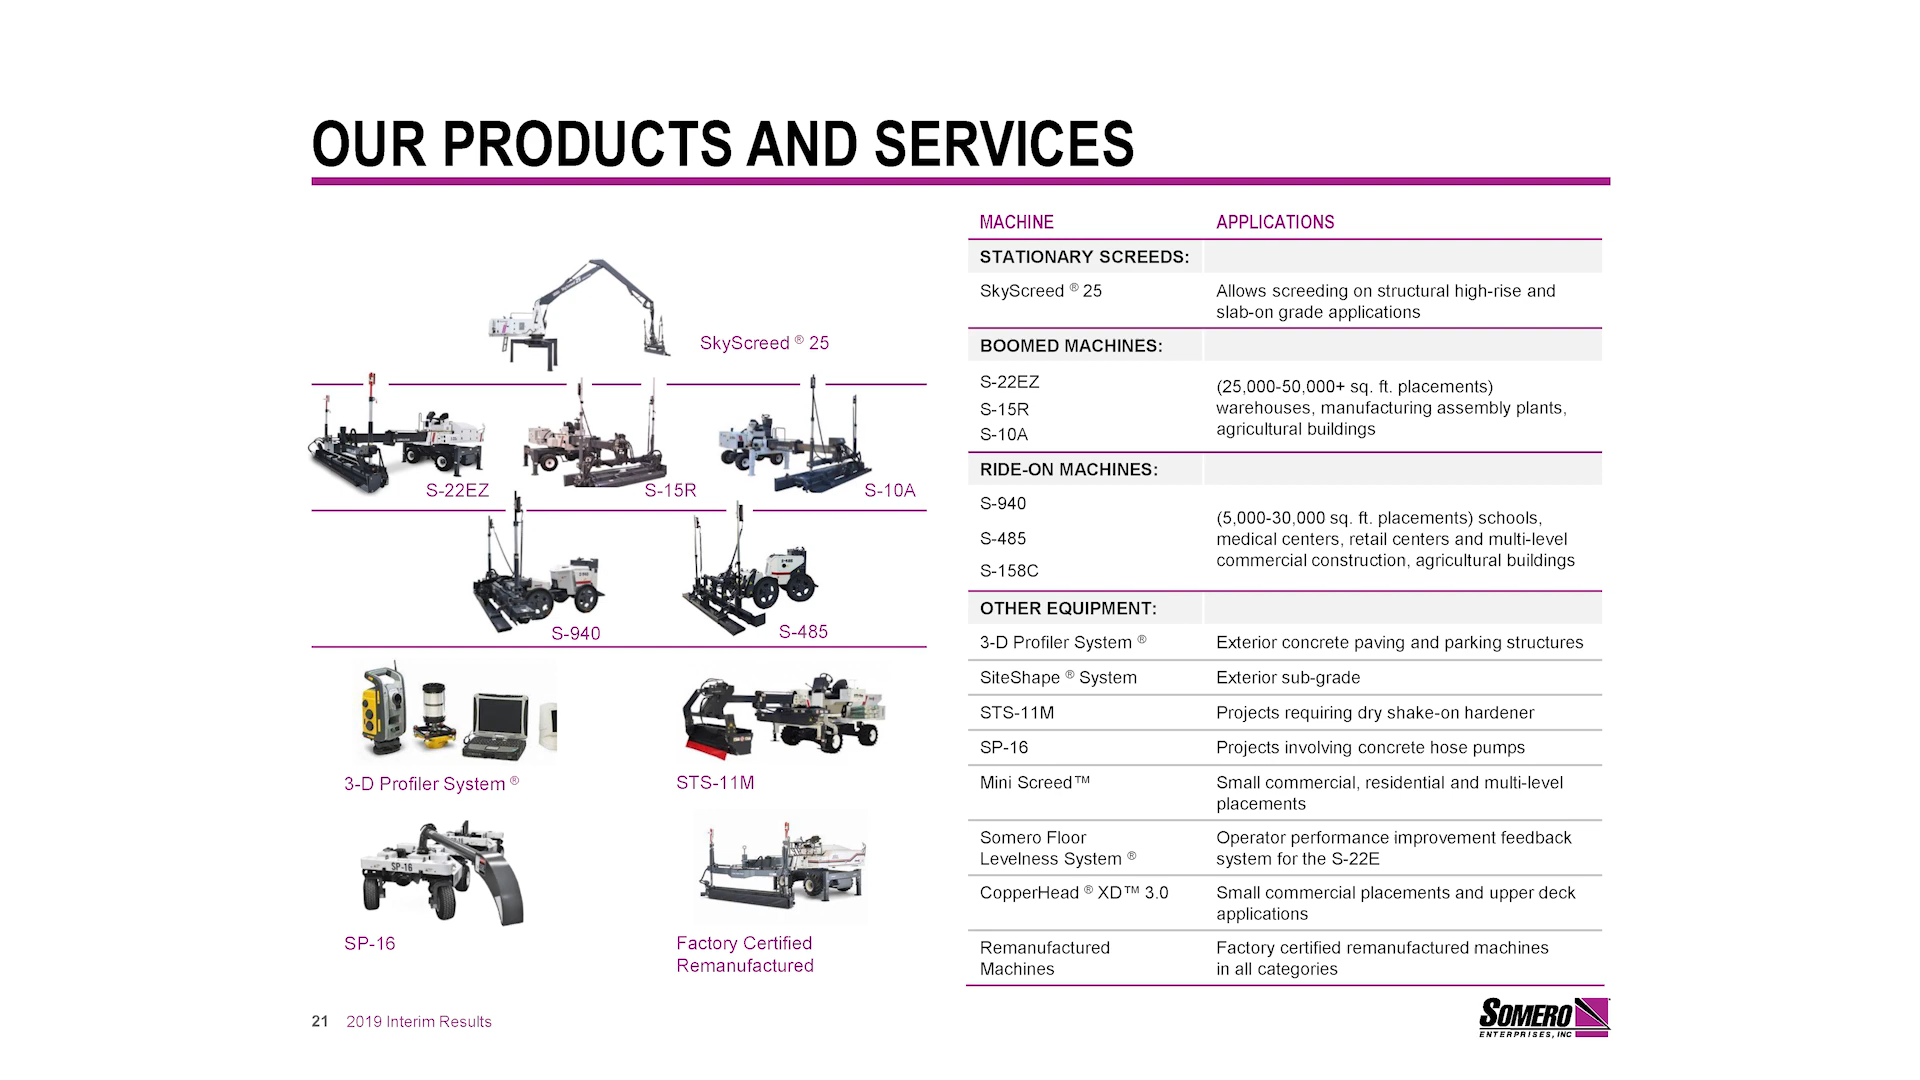 OUR PRODUCTS AND SERVICES
SkyScreed ® 25
S-22EZ
S-15R
S-10A
S-940
S-485
3-D Profiler System ®
STS-11M
SP-16
SP-16
Factory Certified
Remanufactured
MACHINE APPLICATIONS
STATIONARY SCREEDS:
SkyScreed ® 25 Allows screeding on structural high-rise and
slab-on grade applications
BOOMED MACHINES:
S-22EZ
S-15R
S-10A
(25,000-50,000+ sq. ft. placements)
warehouses, manufacturing assembly plants,
agricultural buildings
RIDE-ON MACHINES:
S-940
S-485
S-158C
(5,000-30,000 sq. ft. placements) schools,
medical centers, retail centers and multi-level
commercial construction, agricultural buildings
OTHER EQUIPMENT:
3-D Profiler System ® Exterior concrete paving and parking structures
SiteShape ® System Exterior sub-grade
STS-11M Projects requiring dry shake-on hardener
SP-16 Projects involving concrete hose pumps
Mini Screed™ Small commercial, residential and multi-level
placements
Somero Floor
Levelness System ®
Operator performance improvement feedback
system for the S-22E
CopperHead ® XD™ 3.0 Small commercial placements and upper deck
applications
Remanufactured
Machines
Factory certified remanufactured machines
in all categories
21 2019 Interim Results
SOMERO
ENTERPRISES, INC